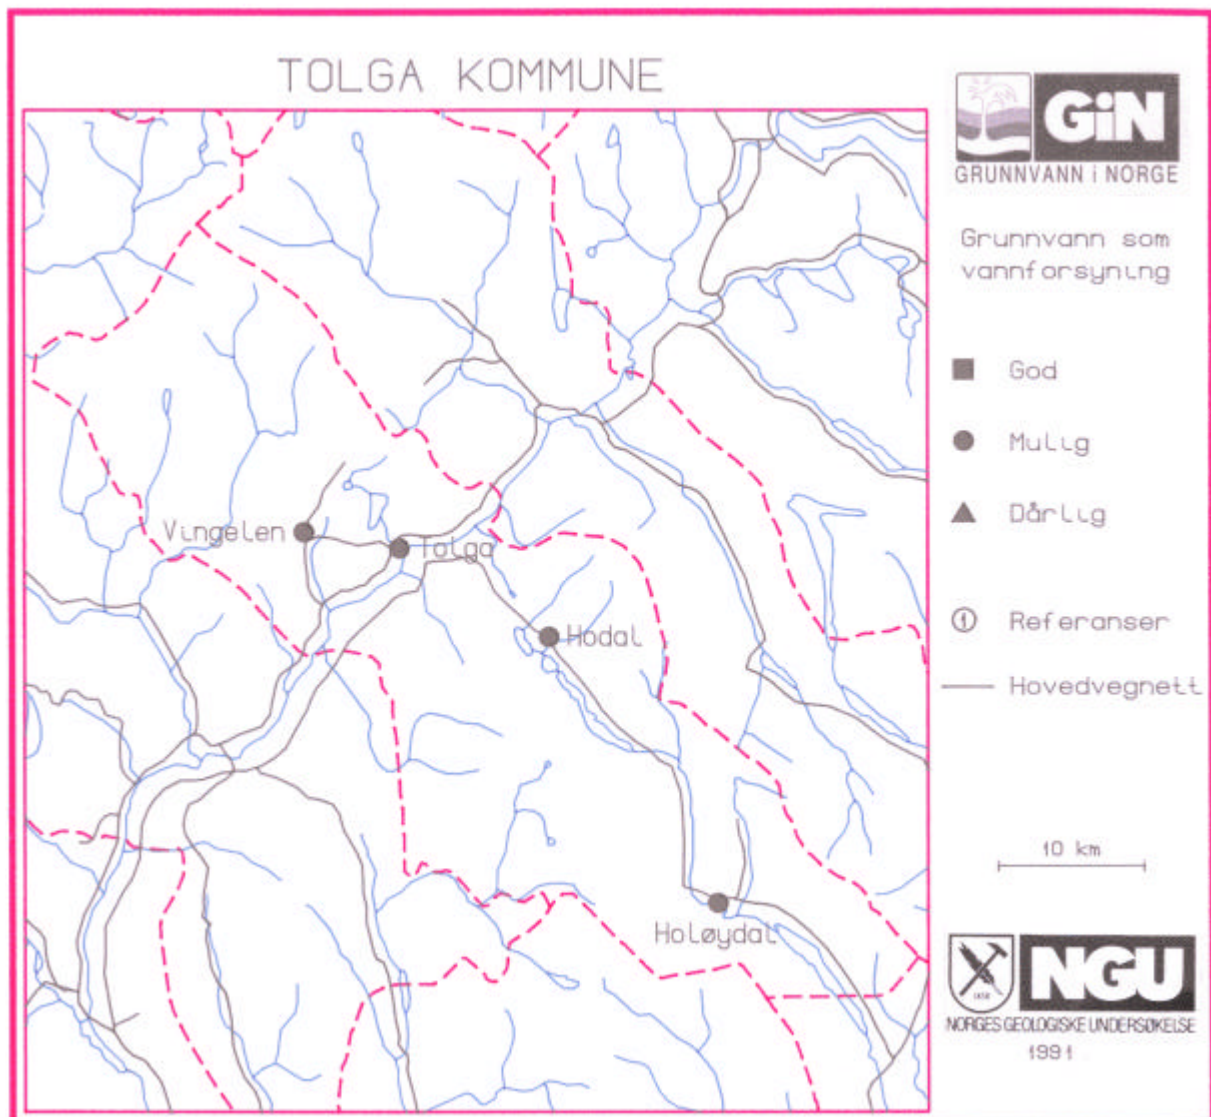 TOLGA KOMMUNE
GiN
GRUNNVANN i NORGE
Grunnvann som
vannforsyning
God
Mulig
Dårlig
1 Referanser
Hovedvegnett
Vingelen
Tolga
Hodal
Holøydal
10 km
NGU
NORGES GEOLOGISKE UNDERSØKELSE
1991